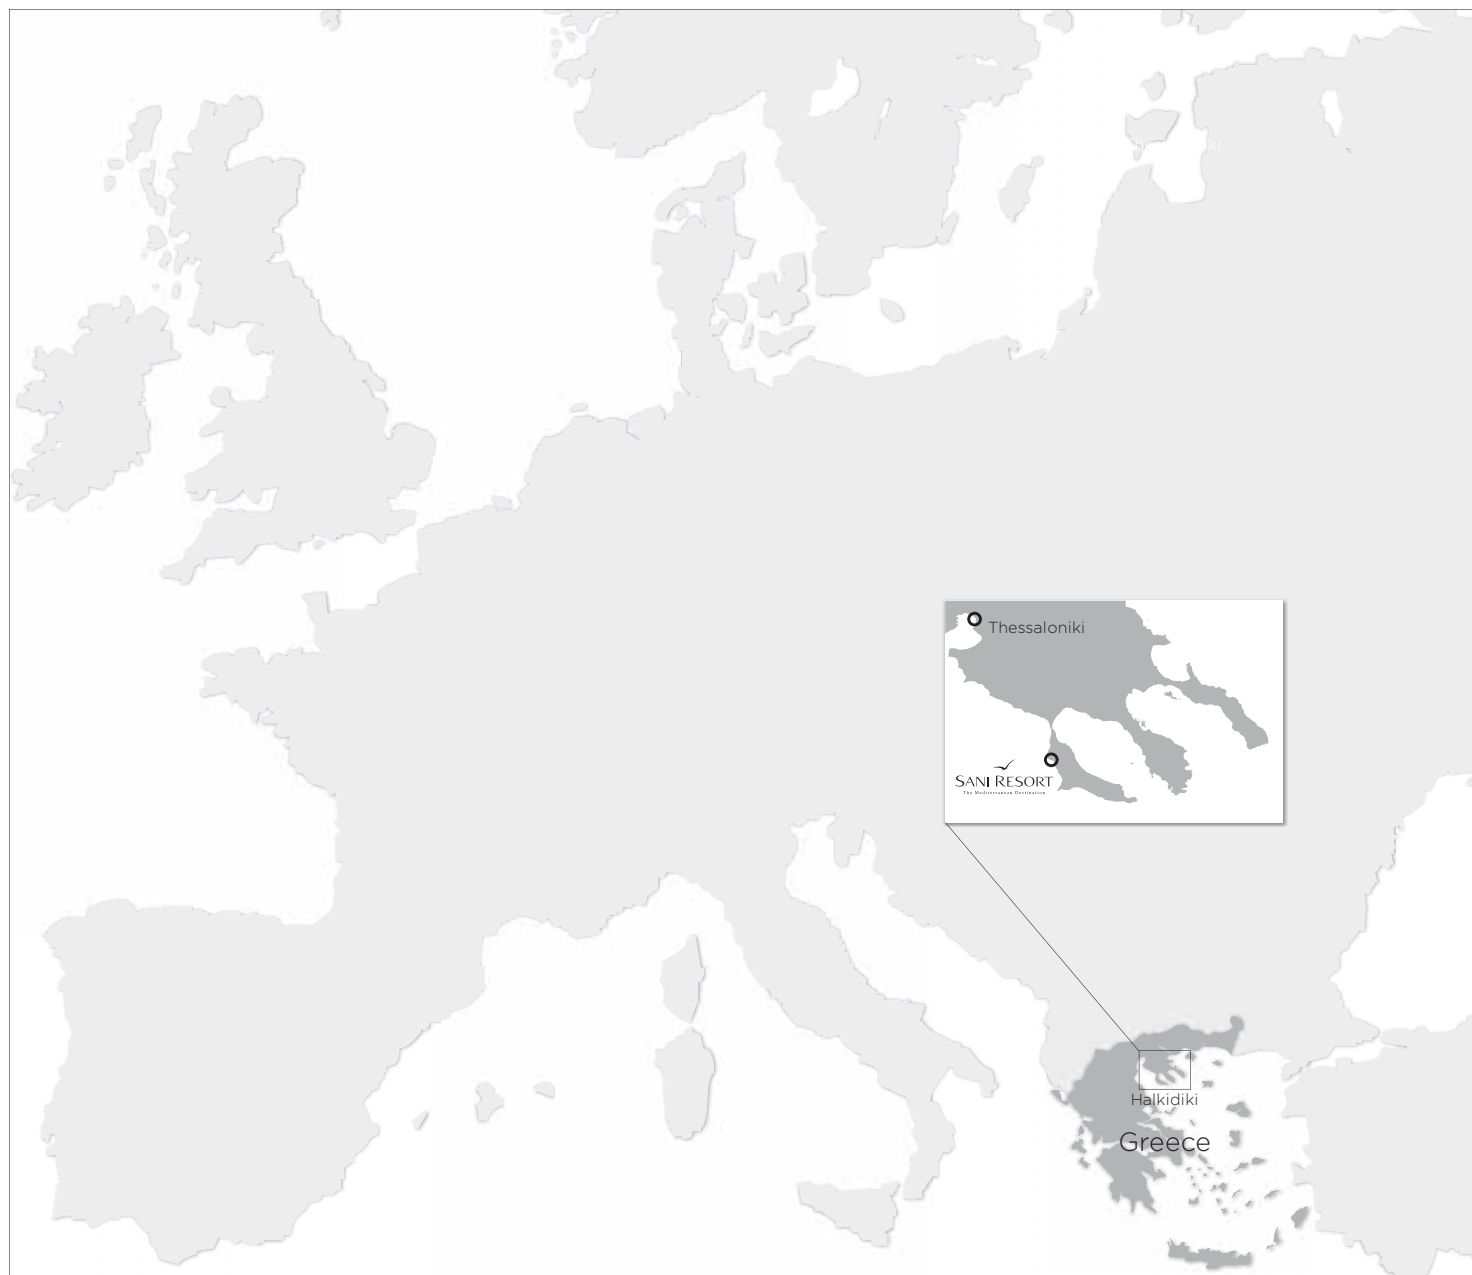 Thessaloniki
SANI RESORT
The Mediterranean Destination
Halkidiki
Greece